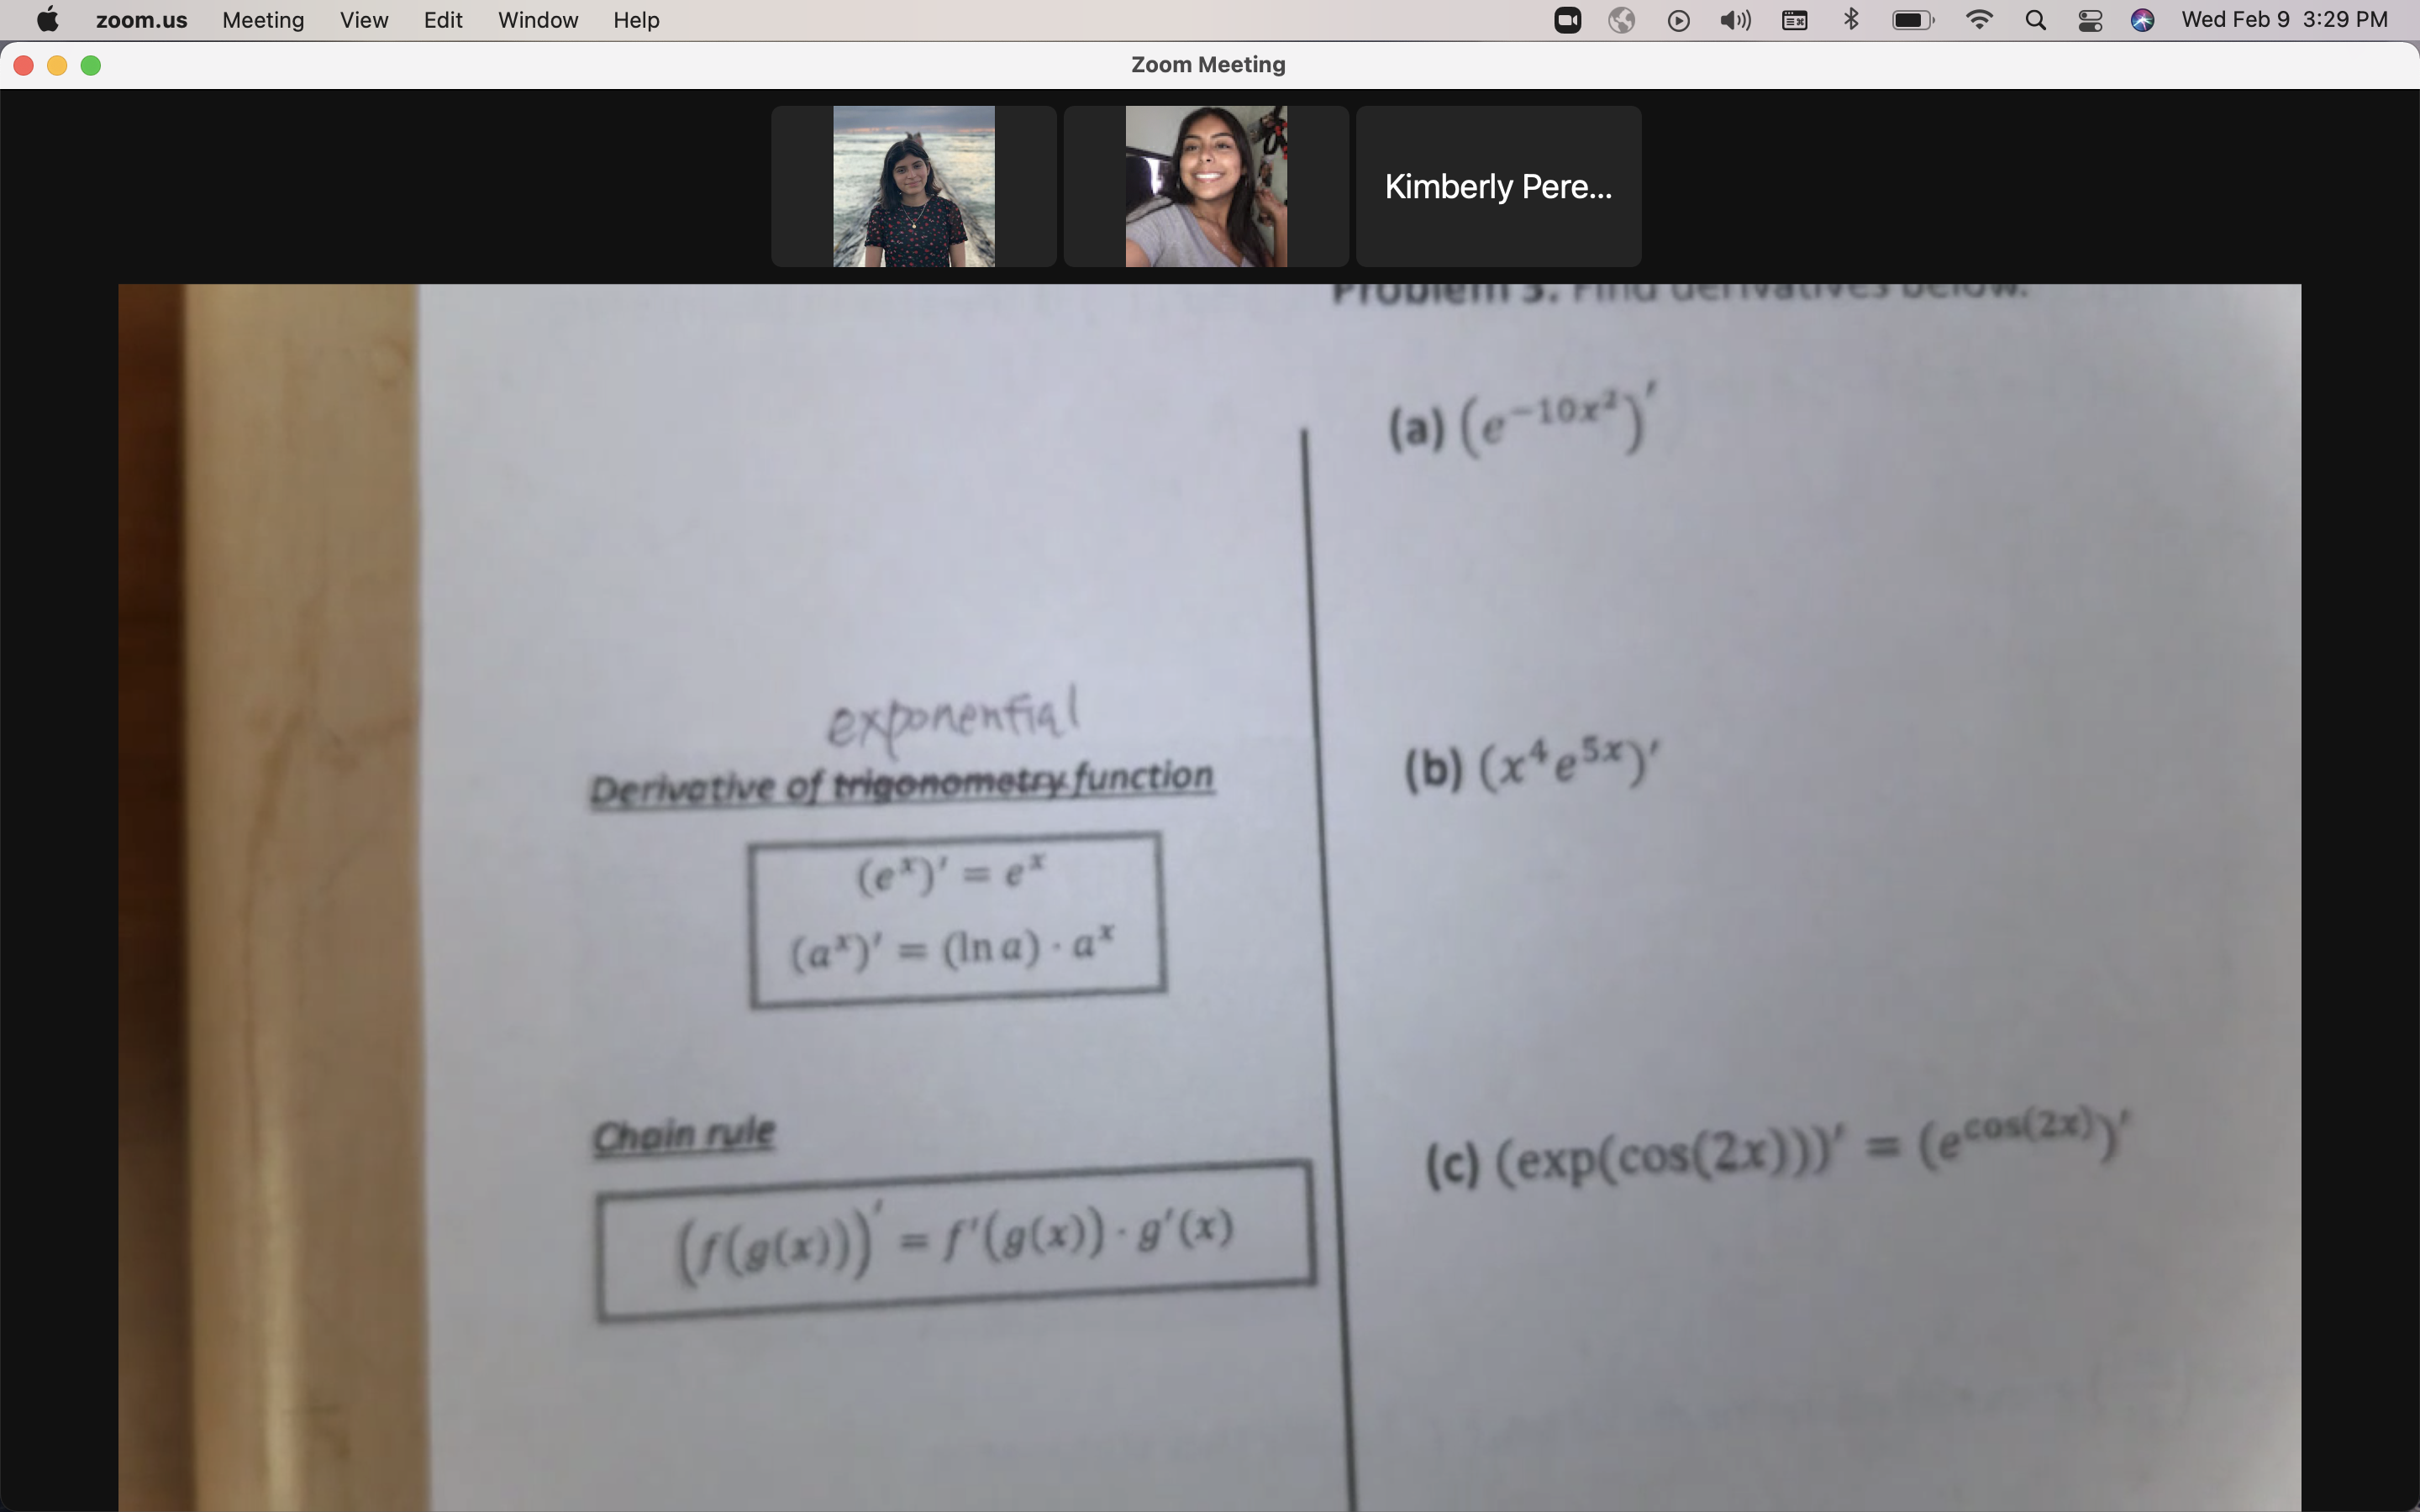 zoom.us Meeting View Edit Window Help Wed Feb 9 3:29 PM
Zoom Meeting
Kimberly Pere...
Problem 3. Find derivatives below.
(a) (e^{-10x^2})'
exponential
Derivative of trigonometry function
(e^x)' = e^x
(a^x)' = (ln a) · a^x
Chain rule
(f(g(x)))' = f'(g(x)) · g'(x)
(b) (x^4 e^{5x})'
(c) (exp(cos(2x)))' = (e^{cos(2x)})'